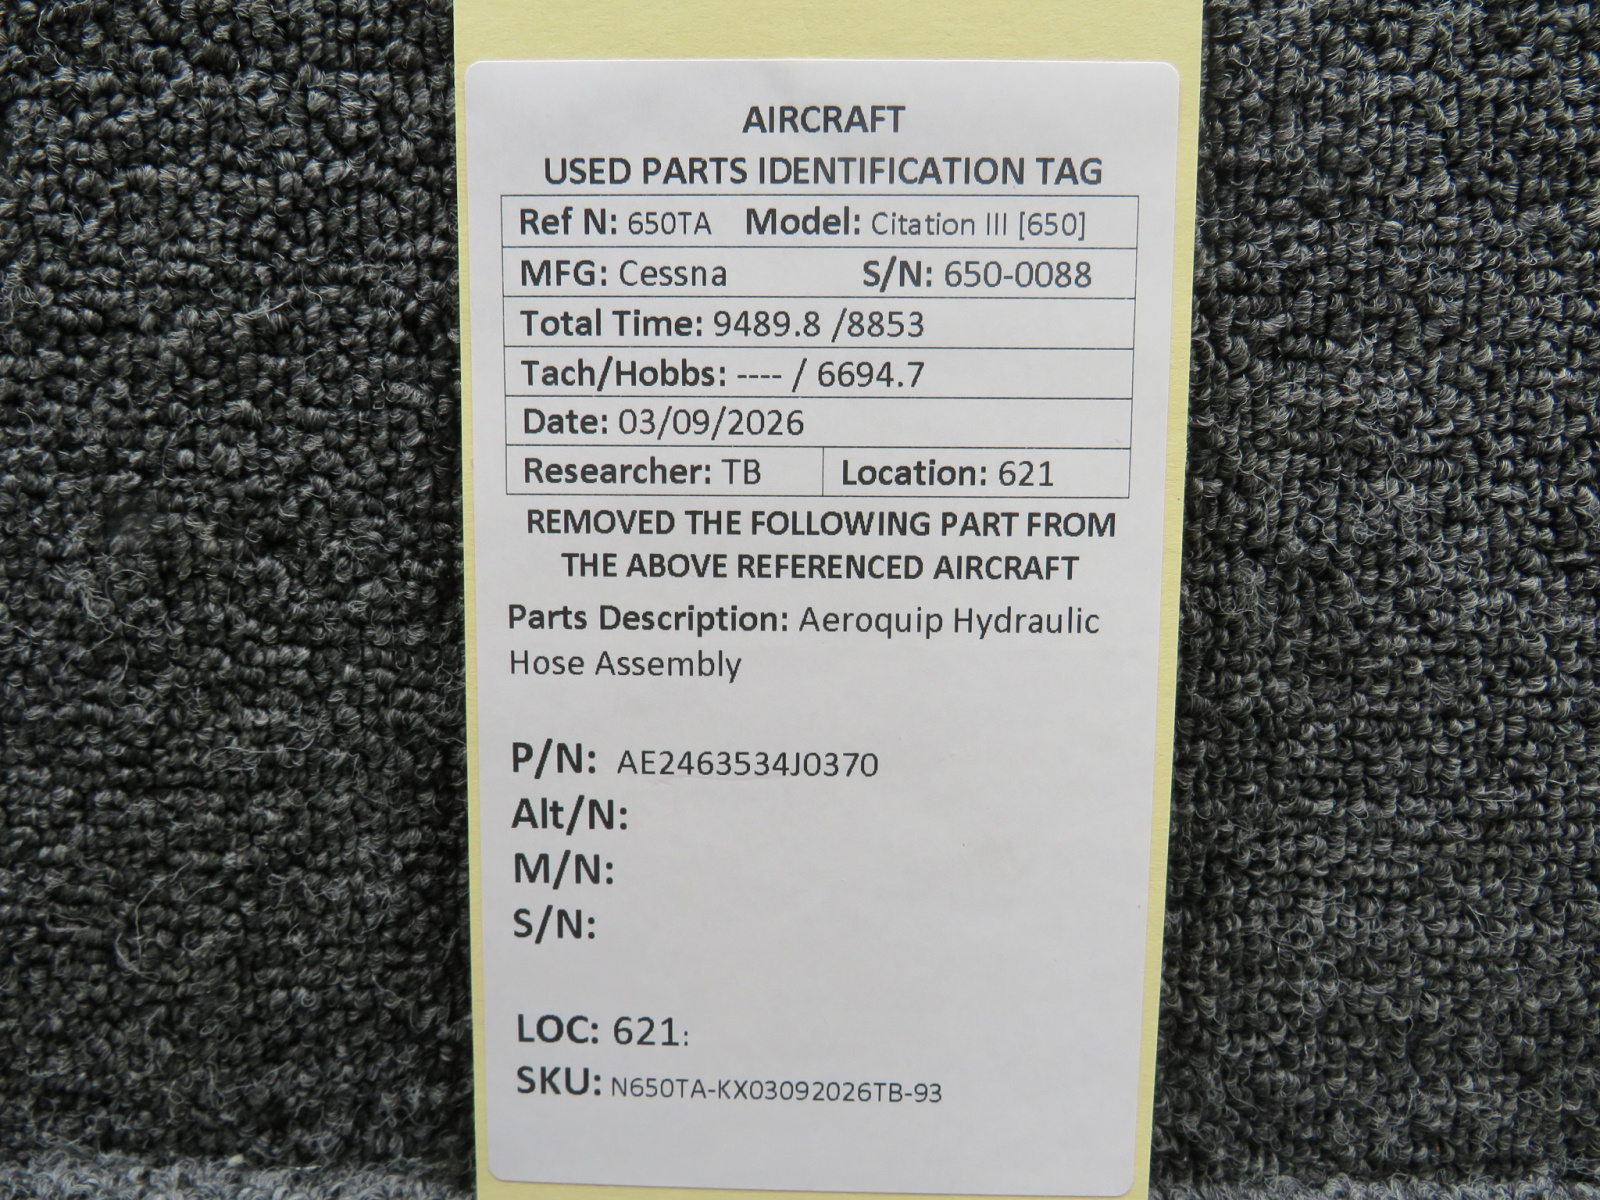 AIRCRAFT
USED PARTS IDENTIFICATION TAG
Ref N: 650TA Model: Citation III [650]
MFG: Cessna S/N: 650-0088
Total Time: 9489.8 /8853
Tach/Hobbs: ---- / 6694.7
Date: 03/09/2026
Researcher: TB Location: 621
REMOVED THE FOLLOWING PART FROM
THE ABOVE REFERENCED AIRCRAFT
Parts Description: Aeroquip Hydraulic
Hose Assembly
P/N: AE2463534J0370
Alt/N:
M/N:
S/N:
LOC: 621:
SKU: N650TA-KX03092026TB-93